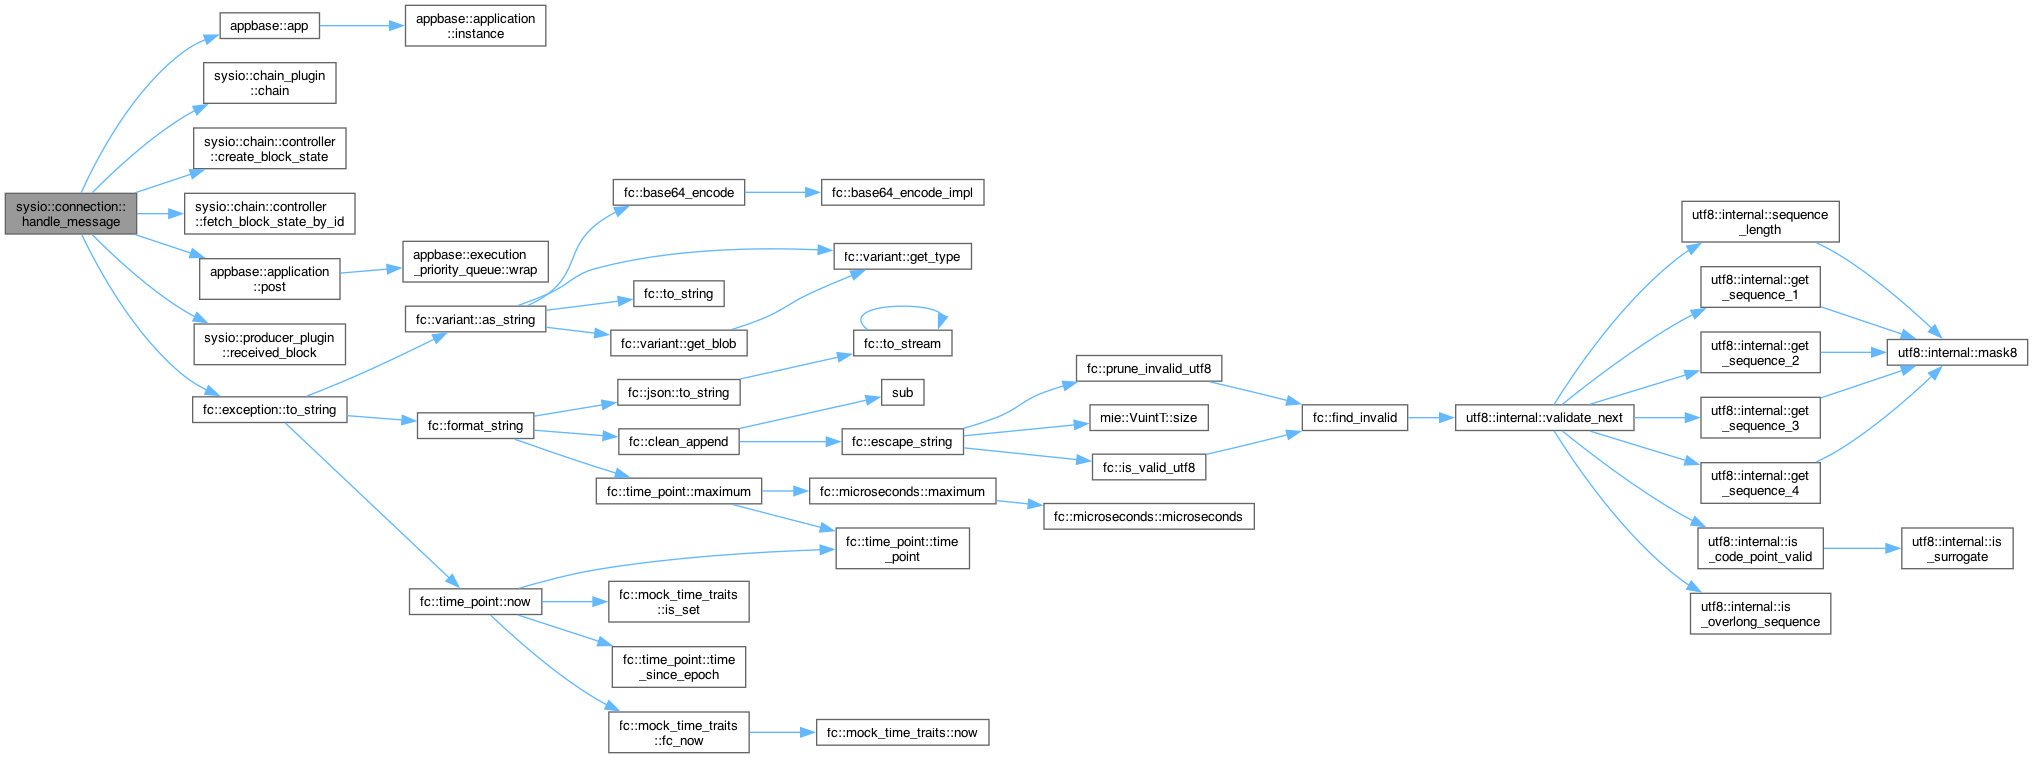 sysio::connection::
handle_message
appbase::app
appbase::application
::instance
sysio::chain_plugin
::chain
sysio::chain::controller
::create_block_state
sysio::chain::controller
::fetch_block_state_by_id
appbase::application
::post
appbase::execution
_priority_queue::wrap
sysio::producer_plugin
::received_block
fc::exception::to_string
fc::variant::as_string
fc::base64_encode
fc::base64_encode_impl
fc::variant::get_type
fc::to_string
fc::variant::get_blob
fc::format_string
fc::json::to_string
fc::to_stream
fc::clean_append
sub
fc::escape_string
fc::prune_invalid_utf8
mie::VuintT::size
fc::is_valid_utf8
fc::find_invalid
utf8::internal::validate_next
utf8::internal::sequence
_length
utf8::internal::get
_sequence_1
utf8::internal::get
_sequence_2
utf8::internal::get
_sequence_3
utf8::internal::get
_sequence_4
utf8::internal::mask8
utf8::internal::is
_code_point_valid
utf8::internal::is
_surrogate
utf8::internal::is
_overlong_sequence
fc::time_point::maximum
fc::microseconds::maximum
fc::microseconds::microseconds
fc::time_point::time
_point
fc::time_point::now
fc::mock_time_traits
::is_set
fc::time_point::time
_since_epoch
fc::mock_time_traits
::fc_now
fc::mock_time_traits::now